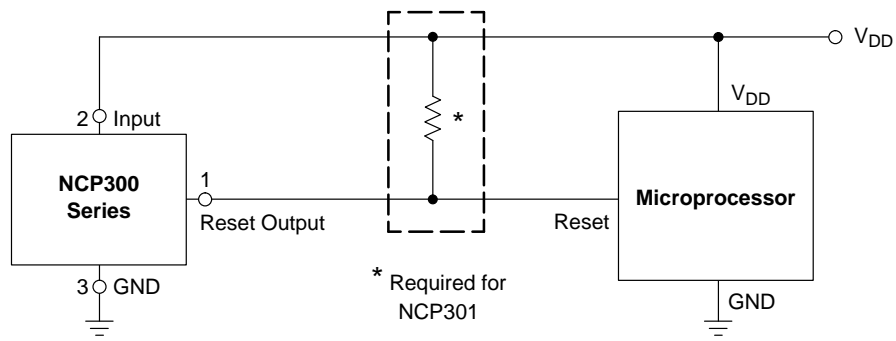 V_DD
V_DD
2 Input
*
NCP300
Series
1
Reset Output
Microprocessor
Reset
3 GND
* Required for
NCP301
GND